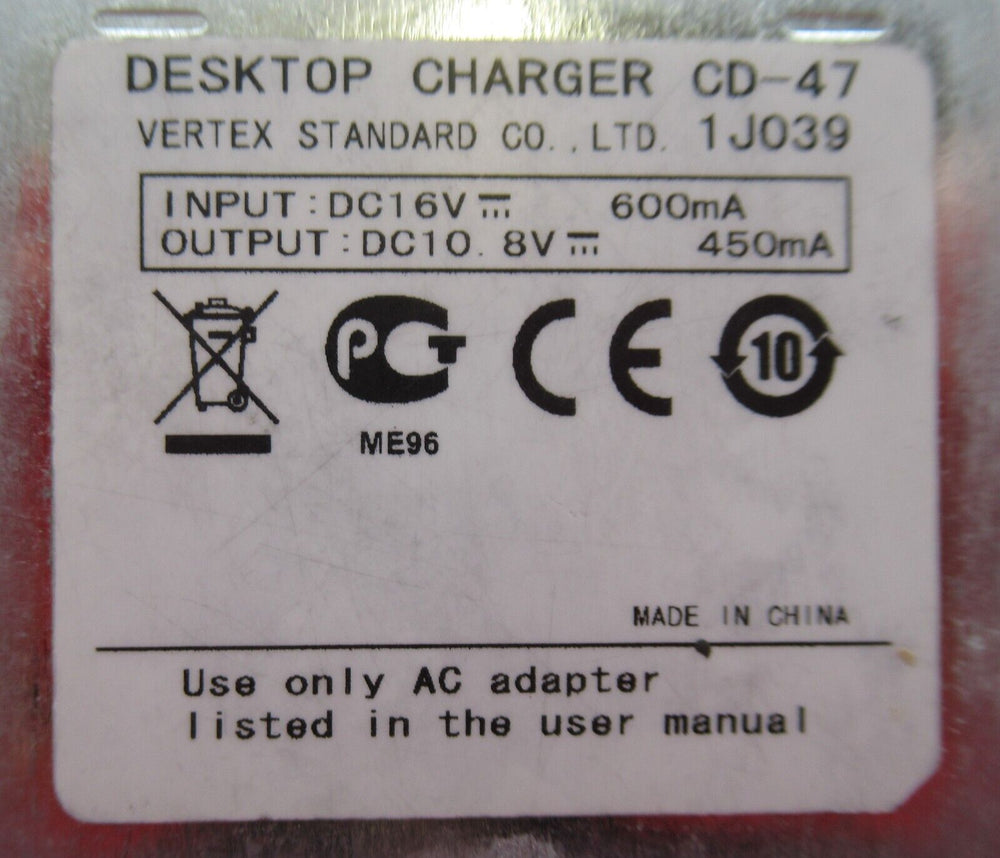 DESKTOP CHARGER CD-47
VERTEX STANDARD CO., LTD. 1J039
INPUT:DC16V⎓ 600mA
OUTPUT:DC10.8V⎓ 450mA
PCT CE 10
ME96
MADE IN CHINA
Use only AC adapter
listed in the user manual